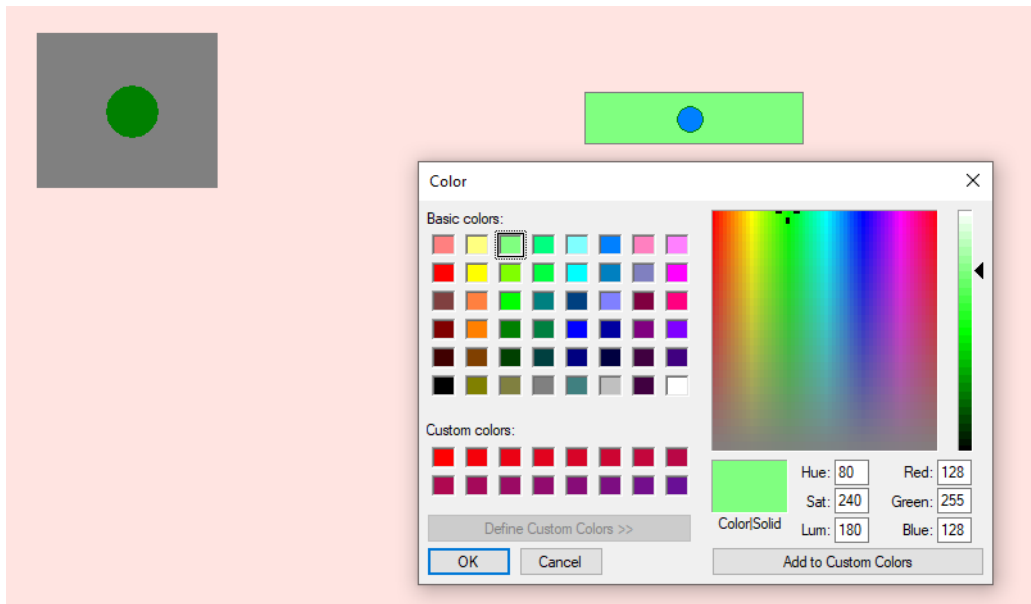 Color
Basic colors:
Custom colors:
Define Custom Colors >>
OK Cancel
Color|Solid
Hue: 80 Red: 128
Sat: 240 Green: 255
Lum: 180 Blue: 128
Add to Custom Colors